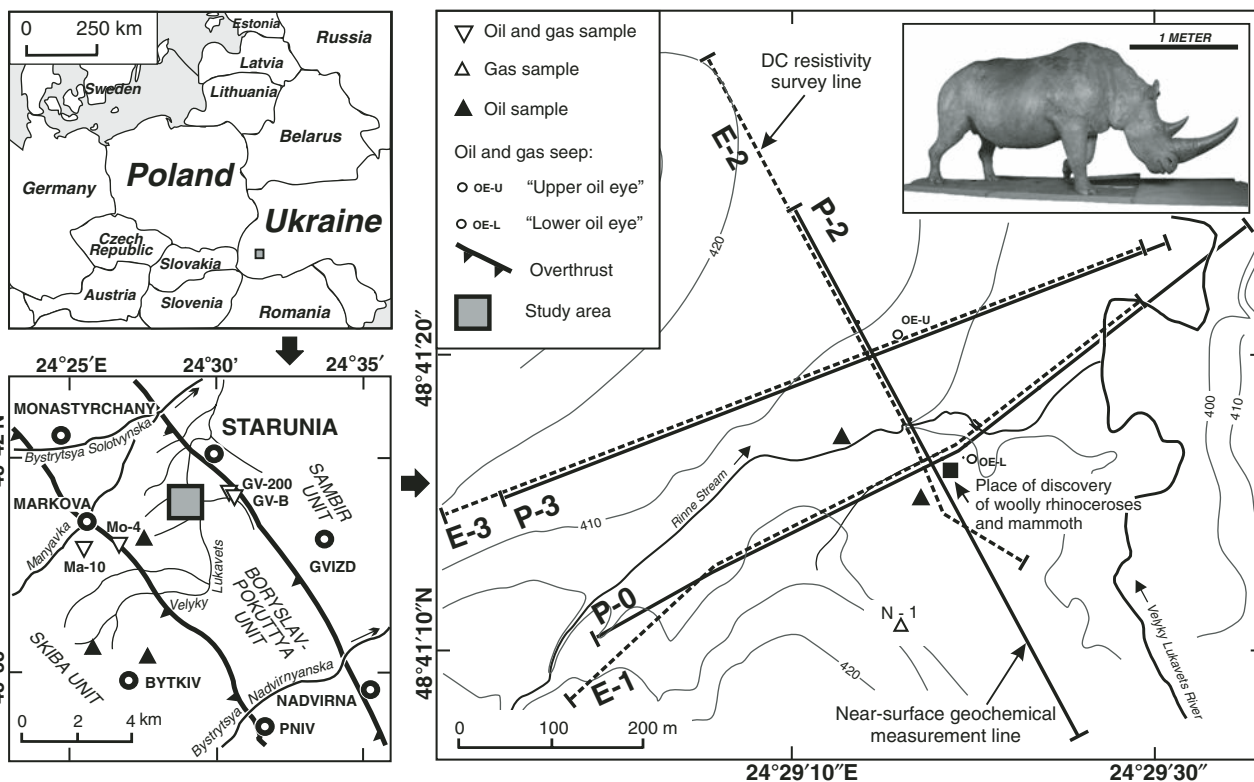 0 250 km
Estonia
Russia
Latvia
Sweden
Lithuania
Belarus
Germany
Poland
Ukraine
Czech
Republic
Slovakia
Austria
Slovenia
Romania
Oil and gas sample
Gas sample
Oil sample
Oil and gas seep:
OE-U "Upper oil eye"
OE-L "Lower oil eye"
Overthrust
Study area
24°25′E 24°30' 24°35′
MONASTYRCHANY
Bystrytsya Solotvynska
STARUNIA
GV-200
GV-B
SAMBIR
UNIT
MARKOVA
Mo-4
Manyavka
Ma-10
Lukavets
GVIZD
Velyky
BORYSLAV-
POKUTTYA
UNIT
SKIBA UNIT
BYTKIV
Bystrytsya Nadvirnyanska
NADVIRNA
PNIV
0 2 4 km
DC resistivity
survey line
E-2
P-2
1 METER
420
OE-U
48°41′20″
400
410
Rinne Stream
OE-L
Place of discovery
of woolly rhinoceroses
and mammoth
E-3
P-3
410
P-0
N - 1
E-1
420
48°41′10″N
Velyky Lukavets River
Near-surface geochemical
measurement line
0 100 200 m
24°29′10″E 24°29′30″